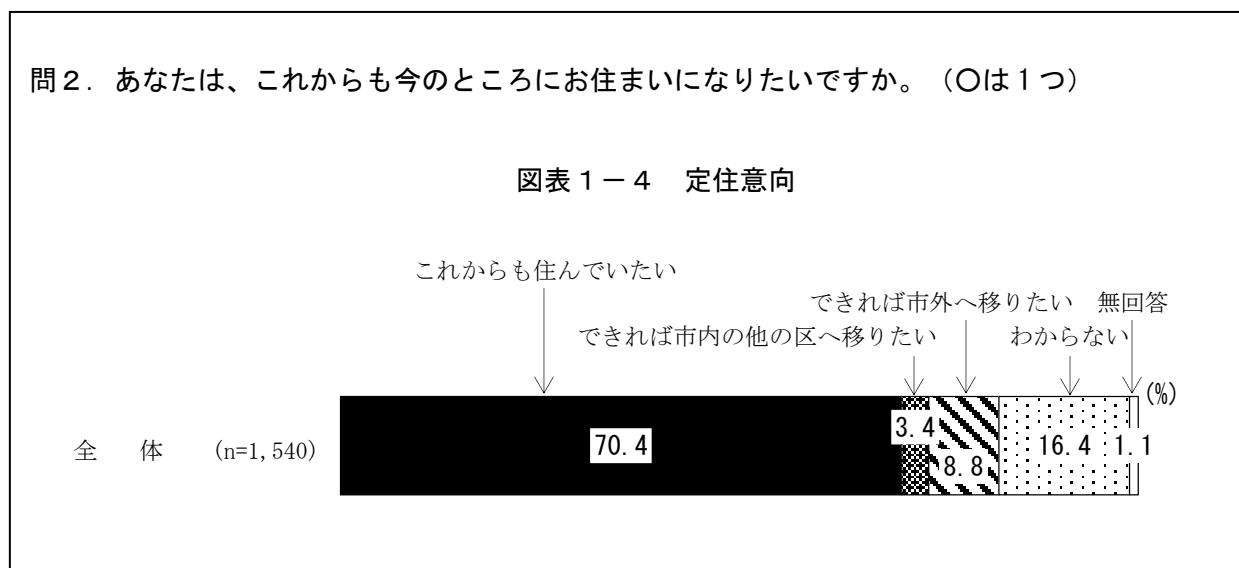 問２．あなたは、これからも今のところにお住まいになりたいですか。（〇は１つ）
図表１－４　定住意向
これからも住んでいたい
できれば市外へ移りたい　無回答
できれば市内の他の区へ移りたい　わからない
(%)
全　体　(n=1,540)　70.4　3.4　8.8　16.4　1.1